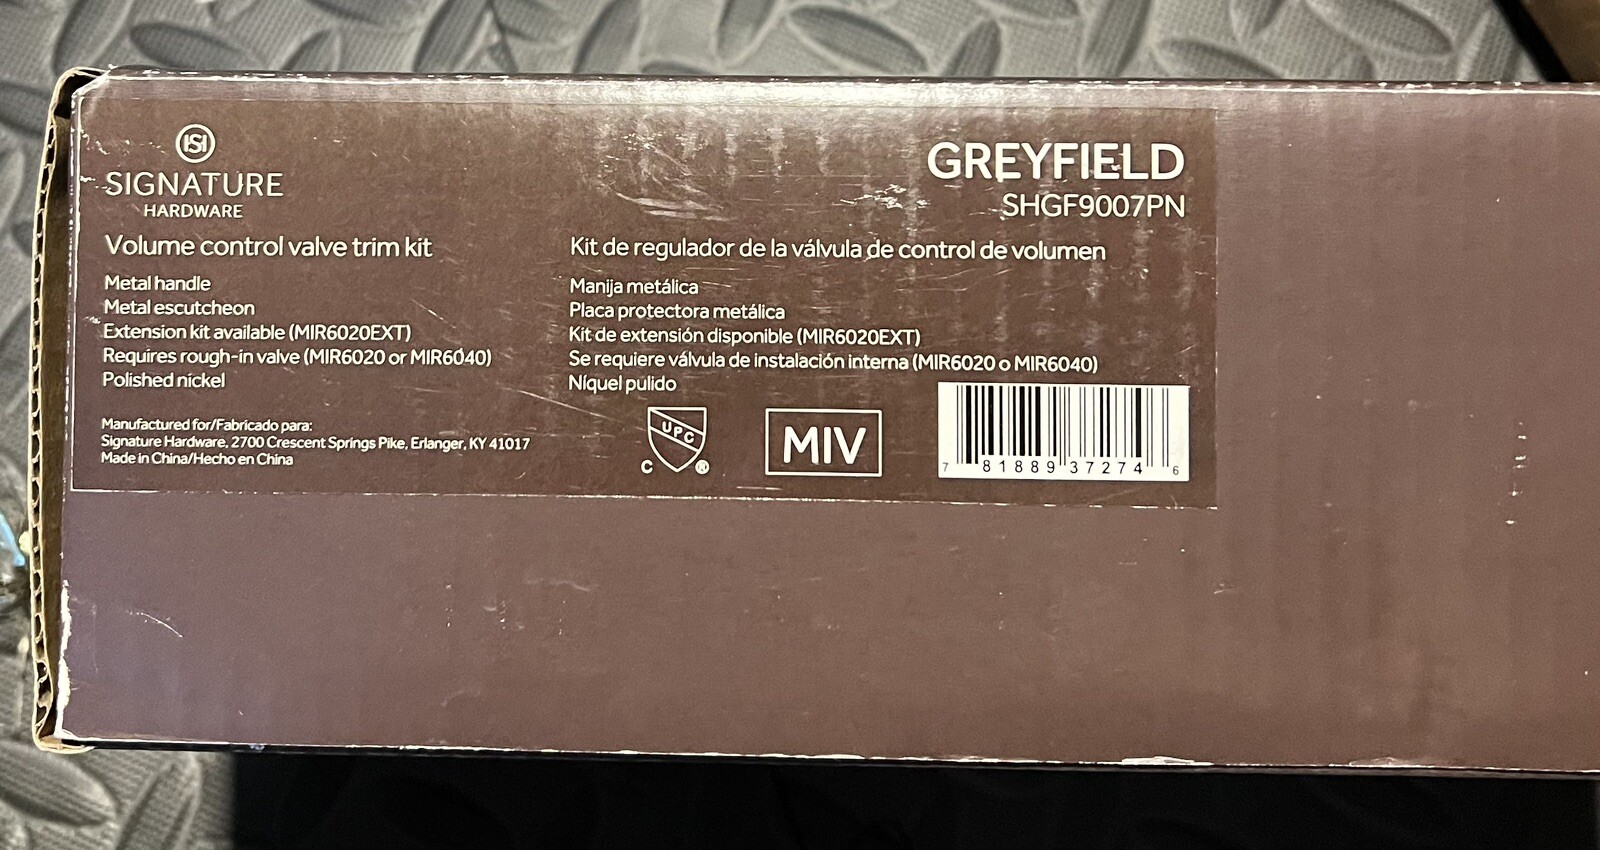 SIGNATURE
HARDWARE
GREYFIELD
SHGF9007PN
Volume control valve trim kit
Metal handle
Metal escutcheon
Extension kit available (MIR6020EXT)
Requires rough-in valve (MIR6020 or MIR6040)
Polished nickel
Kit de regulador de la válvula de control de volumen
Manija metálica
Placa protectora metálica
Kit de extensión disponible (MIR6020EXT)
Se requiere válvula de instalación interna (MIR6020 o MIR6040)
Níquel pulido
Manufactured for/Fabricado para:
Signature Hardware, 2700 Crescent Springs Pike, Erlanger, KY 41017
Made in China/Hecho en China
UPC
C ®
MIV
7 81889 37274 6